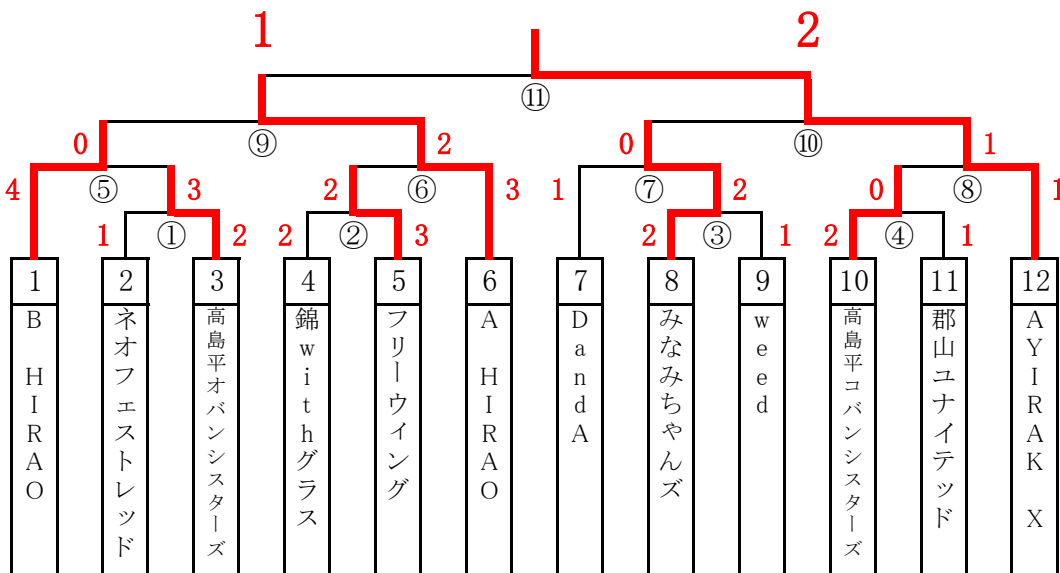 1 2
⑪
0 ⑨ 2 0 ⑩ 1
4 ⑤ 3 2 ⑥ 3 1 ⑦ 2 0 ⑧ 1
1 ① 2 2 ② 3 2 ③ 1 2 ④ 1
1 2 3 4 5 6 7 8 9 10 11 12
B HIRAO
ネオフェストレッド
高島平オバンシスターズ
錦withグラス
フリーウィング
A HIRAO
DandA
みなみちゃんズ
weed
高島平コバンシスターズ
郡山ユナイテッド
AYIRAK X